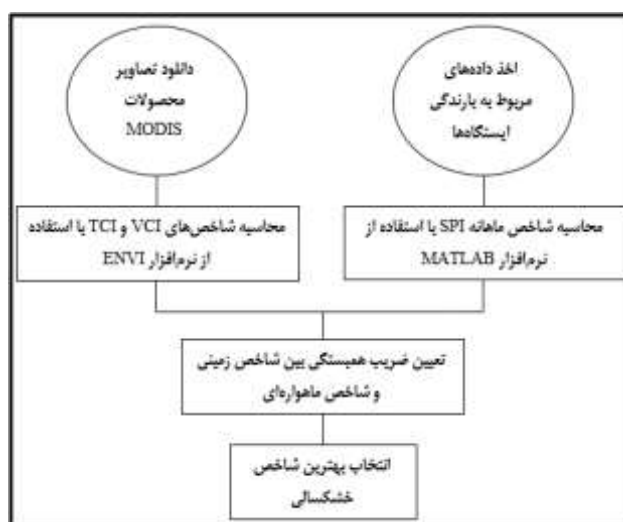 اخذ داده‌های
مربوط به بارندگی
ایستگاه‌ها
دانلود تصاویر
محصولات
MODIS
محاسبه شاخص ماهانه SPI با استفاده از
نرم‌افزار MATLAB
محاسبه شاخص‌های VCI و TCI با استفاده
از نرم‌افزار ENVI
تعیین ضریب همبستگی بین شاخص زمینی
و شاخص ماهواره‌ای
انتخاب بهترین شاخص
خشکسالی